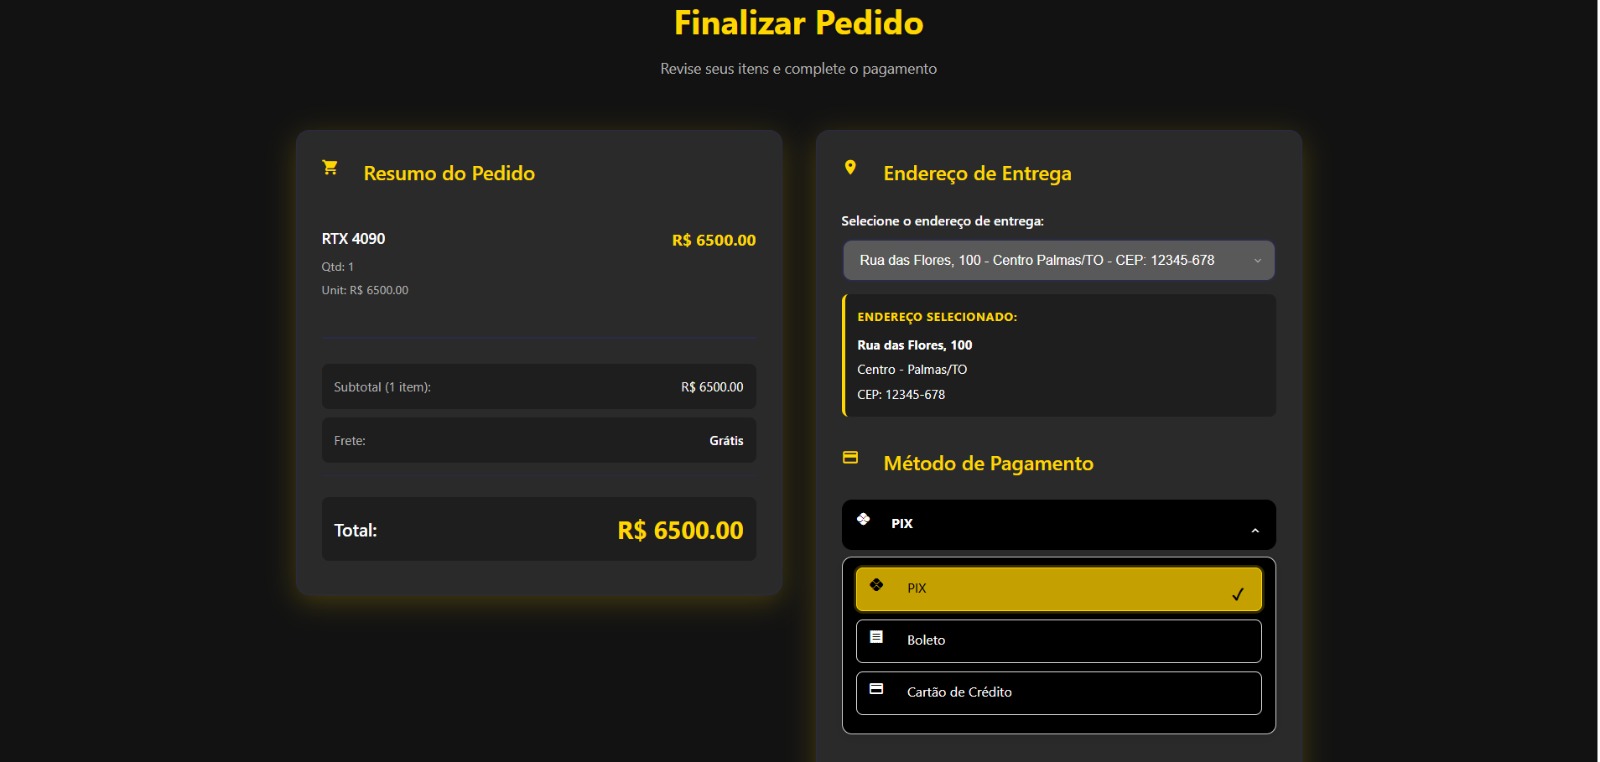 Finalizar Pedido
Revise seus itens e complete o pagamento
Resumo do Pedido
RTX 4090
R$ 6500.00
Qtd: 1
Unit: R$ 6500.00
Subtotal (1 item):
R$ 6500.00
Frete:
Grátis
Total:
R$ 6500.00
Endereço de Entrega
Selecione o endereço de entrega:
Rua das Flores, 100 - Centro Palmas/TO - CEP: 12345-678
ENDEREÇO SELECIONADO:
Rua das Flores, 100
Centro - Palmas/TO
CEP: 12345-678
Método de Pagamento
PIX
PIX
Boleto
Cartão de Crédito